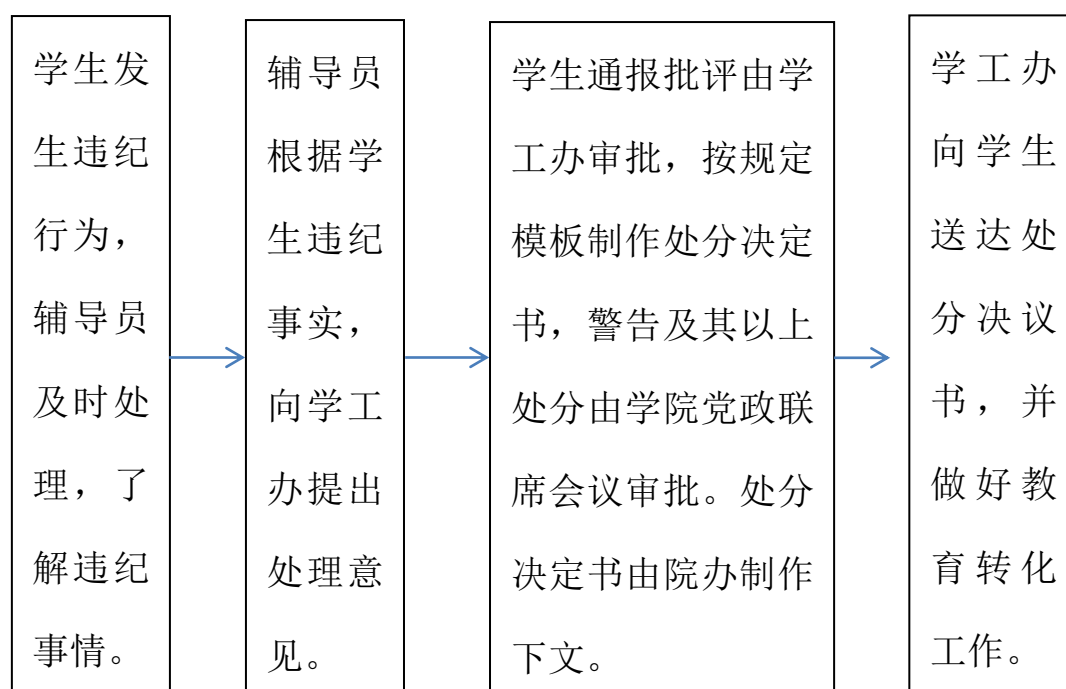 学生发
生违纪
行为，
辅导员
及时处
理，了
解违纪
事情。
辅导员
根据学
生违纪
事实，
向学工
办提出
处理意
见。
学生通报批评由学
工办审批，按规定
模板制作处分决定
书，警告及其以上
处分由学院党政联
席会议审批。处分
决定书由院办制作
下文。
学工办
向学生
送达处
分决议
书，并
做好教
育转化
工作。